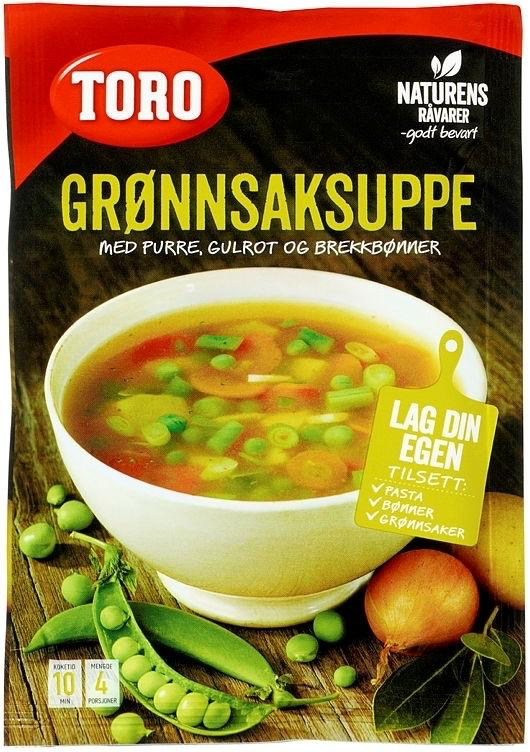 TORO
NATURENS
RÅVARER
-godt bevart
GRØNNSAKSUPPE
MED PURRE, GULROT OG BREKKBØNNER
LAG DIN
EGEN
TILSETT:
✓ PASTA
✓ BØNNER
✓ GRØNNSAKER
KOKETID
10
MIN
MENGDE
4
PORSJONER